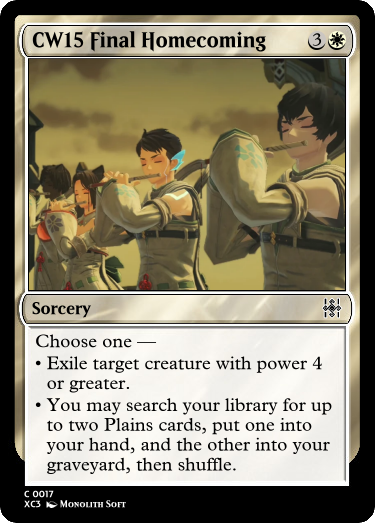 CW15 Final Homecoming 3
Sorcery
Choose one —
• Exile target creature with power 4
or greater.
• You may search your library for up
to two Plains cards, put one into
your hand, and the other into your
graveyard, then shuffle.
C 0017
XC3 Monolith Soft